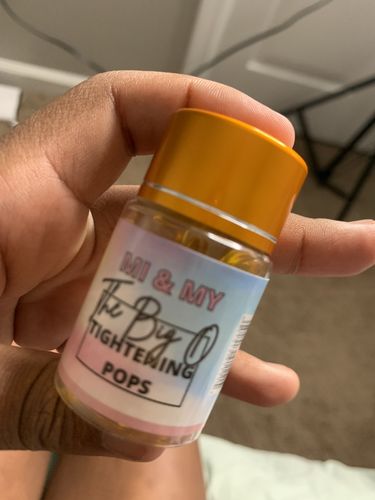 MI & MY
The Big O
TIGHTENING
POPS